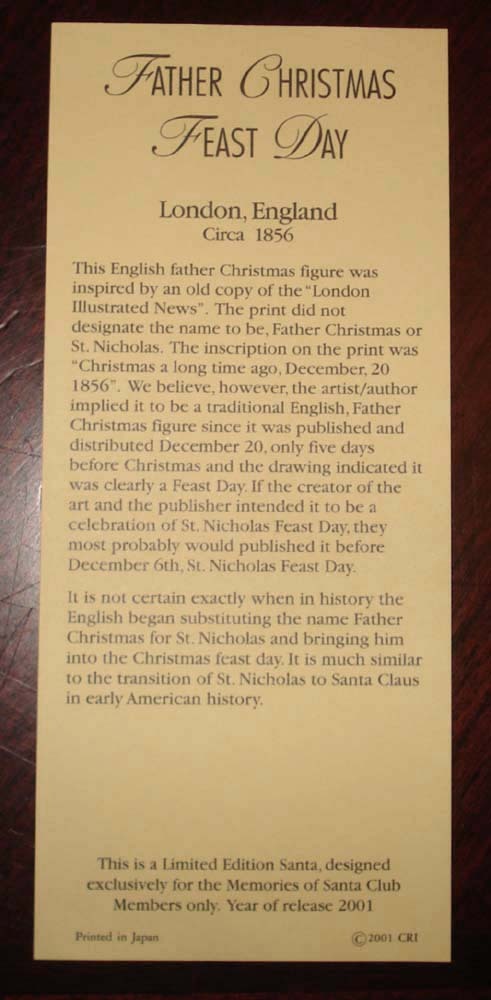 FATHER CHRISTMAS
FEAST DAY
London, England
Circa 1856
This English father Christmas figure was
inspired by an old copy of the "London
Illustrated News". The print did not
designate the name to be, Father Christmas or
St. Nicholas. The inscription on the print was
"Christmas a long time ago, December, 20
1856". We believe, however, the artist/author
implied it to be a traditional English, Father
Christmas figure since it was published and
distributed December 20, only five days
before Christmas and the drawing indicated it
was clearly a Feast Day. If the creator of the
art and the publisher intended it to be a
celebration of St. Nicholas Feast Day, they
most probably would published it before
December 6th, St. Nicholas Feast Day.
It is not certain exactly when in history the
English began substituting the name Father
Christmas for St. Nicholas and bringing him
into the Christmas feast day. It is much similar
to the transition of St. Nicholas to Santa Claus
in early American history.
This is a Limited Edition Santa, designed
exclusively for the Memories of Santa Club
Members only. Year of release 2001
Printed in Japan ©2001 CRI